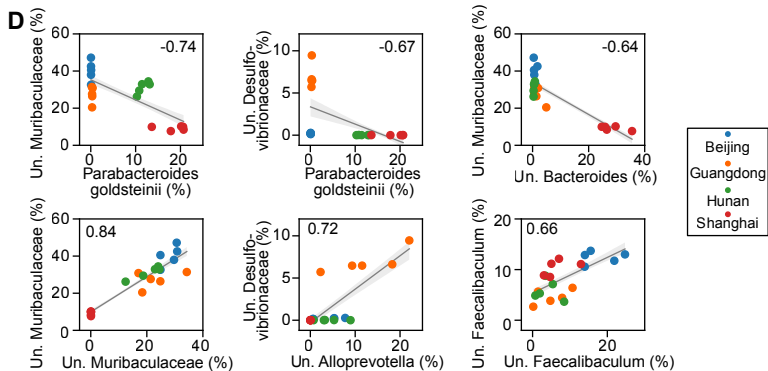 D
Un. Muribaculaceae (%)
60
40
20
0
-0.74
0
10
20
Parabacteroides
goldsteinii (%)
Un. Desulfo-
vibrionaceae (%)
10
5
0
-0.67
0
10
20
Parabacteroides
goldsteinii (%)
Un. Muribaculaceae (%)
60
40
20
0
-0.64
0
20
40
Un. Bacteroides (%)
Beijing
Guangdong
Hunan
Shanghai
Un. Muribaculaceae (%)
60
40
20
0
0.84
0
20
40
Un. Muribaculaceae (%)
Un. Desulfo-
vibrionaceae (%)
10
5
0
0.72
0
10
20
Un. Alloprevotella (%)
Un. Faecalibaculum (%)
20
10
0
0.66
0
20
Un. Faecalibaculum (%)